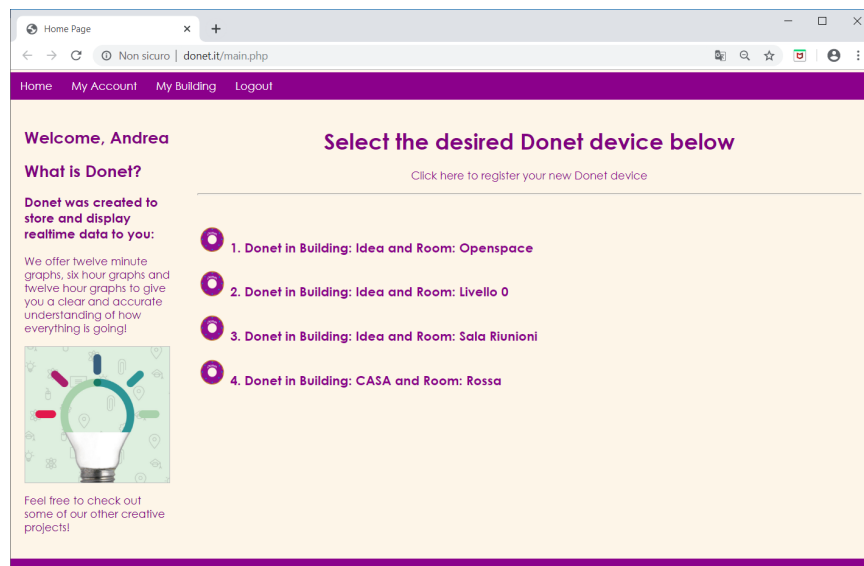 Home Page
Non sicuro | donet.it/main.php
Home My Account My Building Logout
Welcome, Andrea
What is Donet?
Donet was created to
store and display
realtime data to you:
We offer twelve minute
graphs, six hour graphs and
twelve hour graphs to give
you a clear and accurate
understanding of how
everything is going!
Feel free to check out
some of our other creative
projects!
Select the desired Donet device below
Click here to register your new Donet device
1. Donet in Building: Idea and Room: Openspace
2. Donet in Building: Idea and Room: Livello 0
3. Donet in Building: Idea and Room: Sala Riunioni
4. Donet in Building: CASA and Room: Rossa